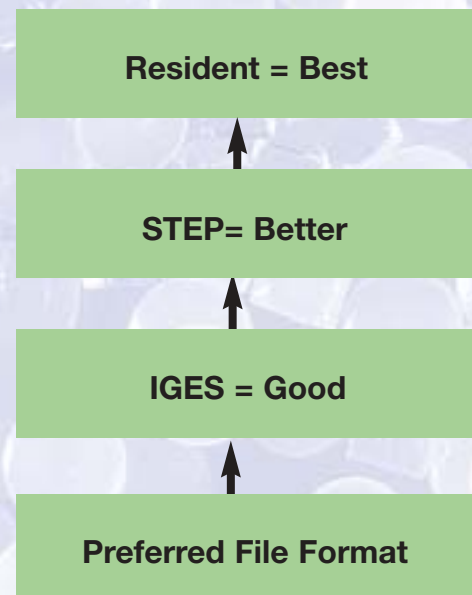 Resident = Best
STEP= Better
IGES = Good
Preferred File Format